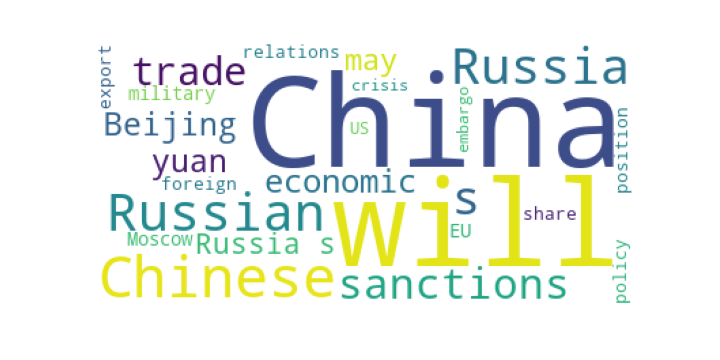 export
relations
may
Russia
trade
crisis
China
military
embargo
Beijing
US
position
yuan
foreign
economic
s
will
Russian
share
Moscow
Russia s
EU
Chinese
sanctions
policy